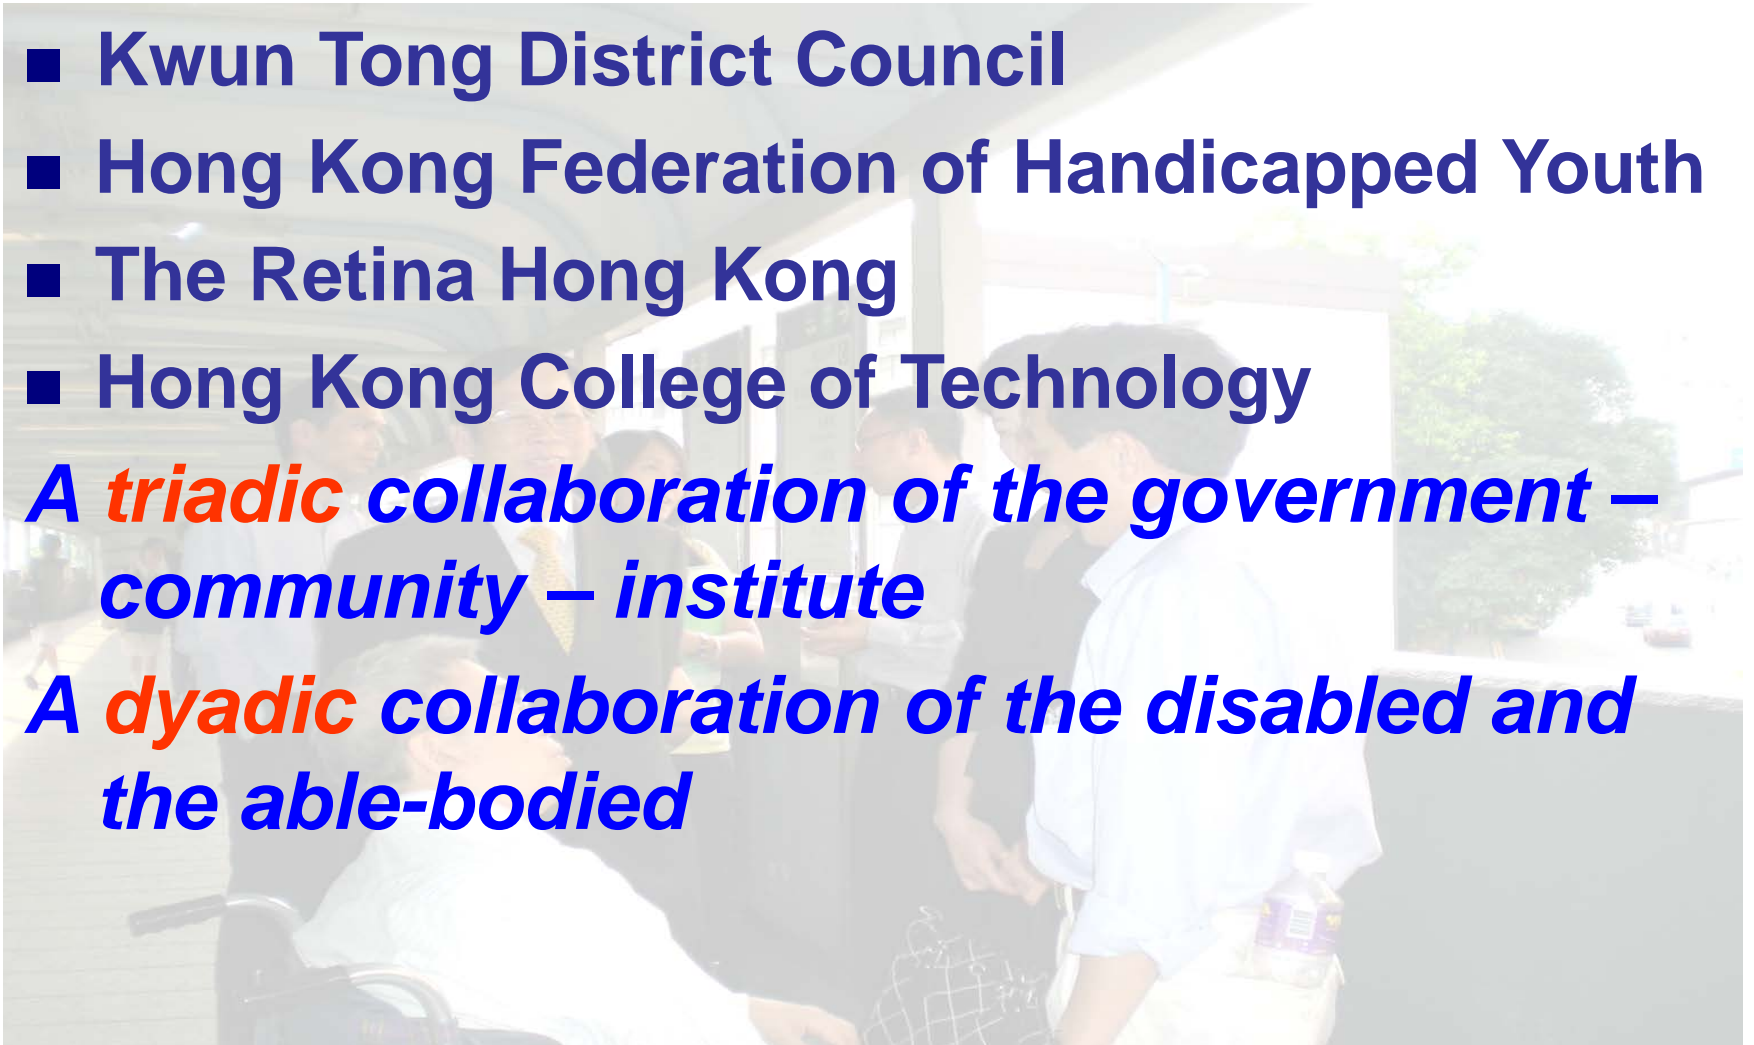 ■ Kwun Tong District Council
■ Hong Kong Federation of Handicapped Youth
■ The Retina Hong Kong
■ Hong Kong College of Technology
A triadic collaboration of the government –
community – institute
A dyadic collaboration of the disabled and
the able-bodied